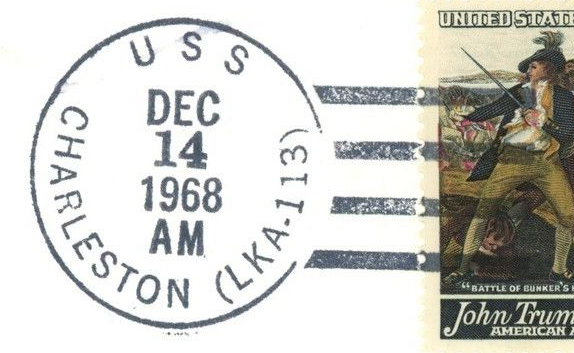 USS
CHARLESTON (LKA-113)
DEC
14
1968
AM
UNITED STATE
"BATTLE OF BUNKER'S
John Trum
AMERICAN A